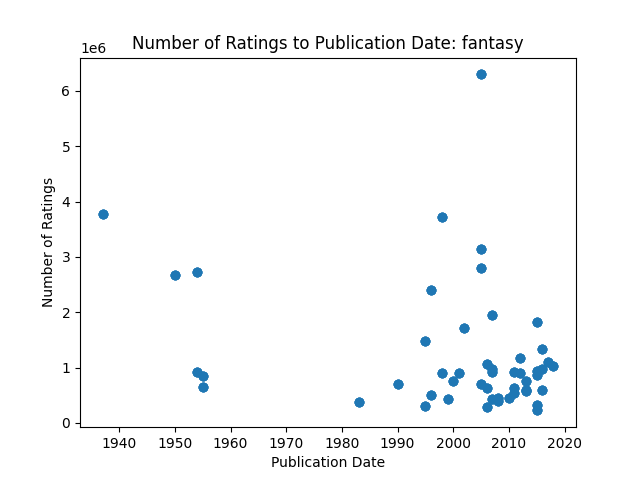 Number of Ratings to Publication Date: fantasy
1e6
6
5
4
3
2
1
0
Number of Ratings
1940 1950 1960 1970 1980 1990 2000 2010 2020
Publication Date